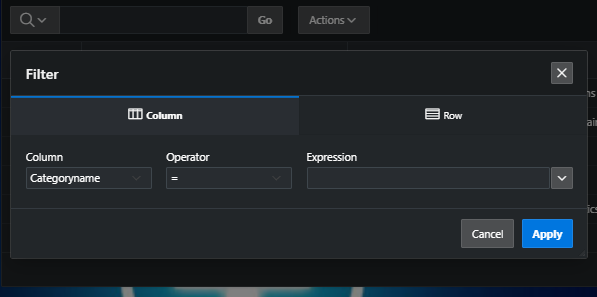 Go
Actions
Filter
Column
Row
Column
Operator
Expression
Categoryname
=
Cancel
Apply